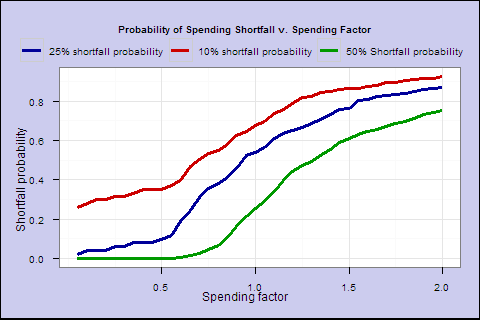 Probability of Spending Shortfall v. Spending Factor
25% shortfall probability 10% shortfall probability 50% Shortfall probability
Shortfall probability
0.8
0.6
0.4
0.2
0.0
0.5 1.0 1.5 2.0
Spending factor